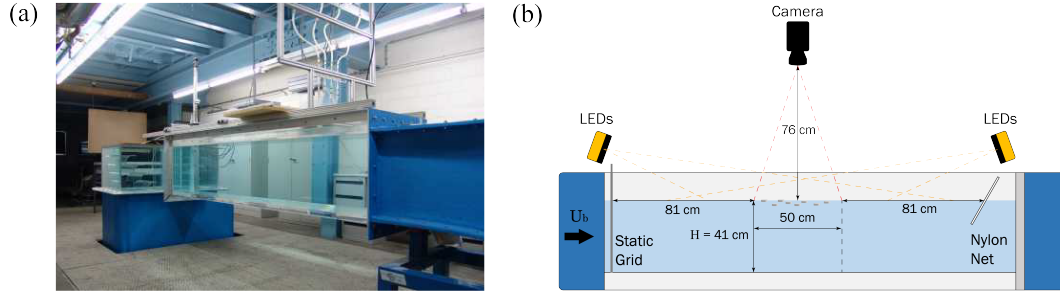 (a)
(b)
Camera
LEDs
LEDs
76 cm
81 cm
50 cm
81 cm
Ub
H = 41 cm
Static
Grid
Nylon
Net